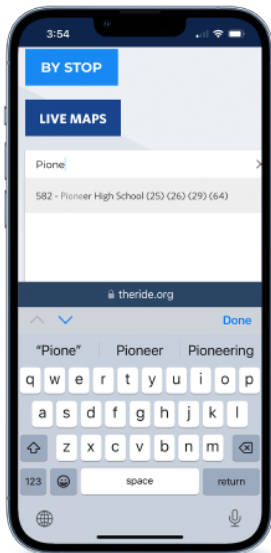 3:54
BY STOP
LIVE MAPS
Pione
582 - Pioneer High School (25) (26) (29) (64)
theride.org
Done
“Pione” Pioneer Pioneering
q w e r t y u i o p
a s d f g h j k l
z x c v b n m
123 space return